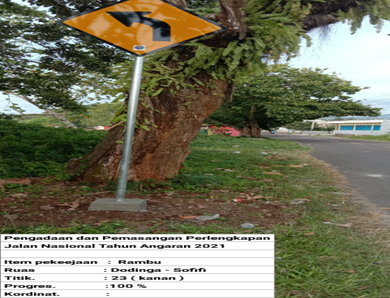 Pengadaan dan Pemasangan Perlengkapan
Jalan Nasional Tahun Angaran 2021
Item pekeejaan : Rambu
Ruas : Dodinga - Sofifi
Titik. : 23 ( kanan )
Progres. :100 %
Kordinat. :